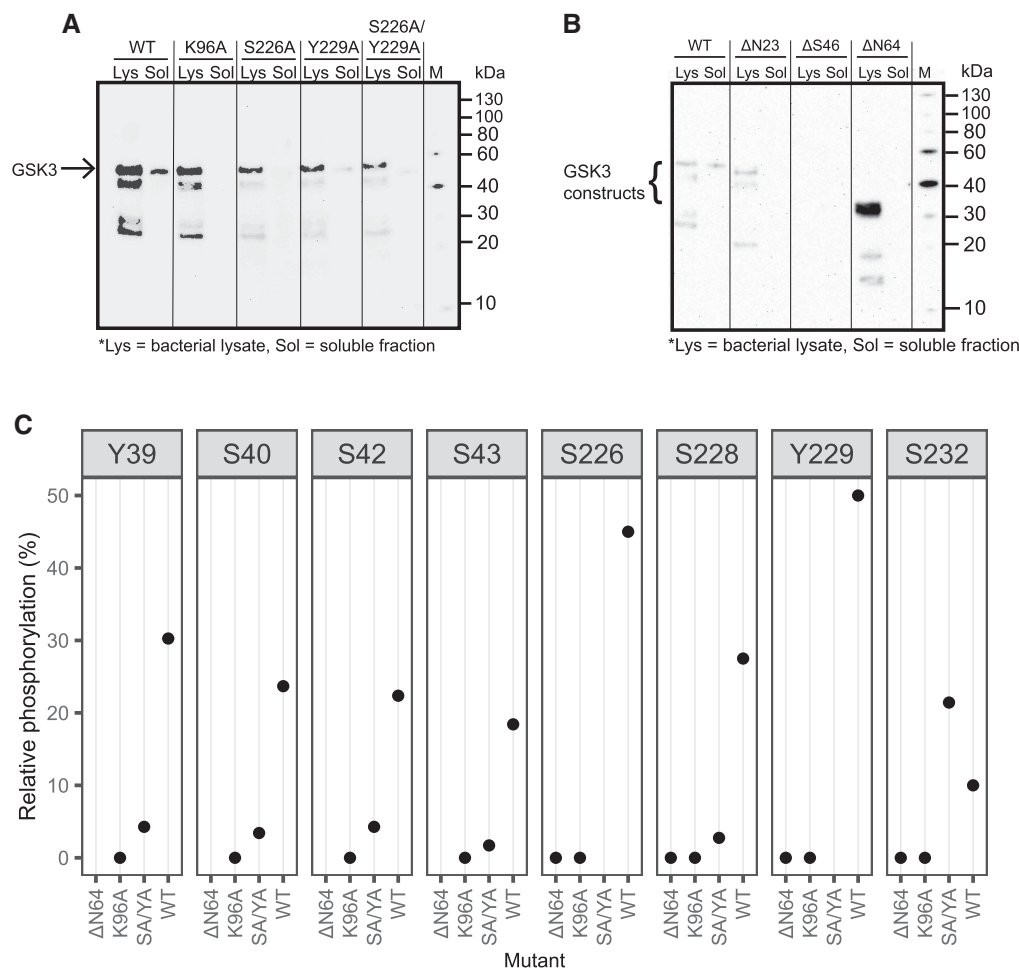 A
WT K96A S226A Y229A S226A/
Y229A
Lys Sol Lys Sol Lys Sol Lys Sol Lys Sol M kDa
GSK3
130
100
80
60
40
30
20
10
*Lys = bacterial lysate, Sol = soluble fraction
B
WT ΔN23 ΔS46 ΔN64
Lys Sol Lys Sol Lys Sol Lys Sol M kDa
GSK3
constructs
130
100
80
60
40
30
20
10
*Lys = bacterial lysate, Sol = soluble fraction
C
Y39 S40 S42 S43 S226 S228 Y229 S232
Relative phosphorylation (%)
50
40
30
20
10
0
ΔN64 K96A SA/YA WT ΔN64 K96A SA/YA WT ΔN64 K96A SA/YA WT ΔN64 K96A SA/YA WT ΔN64 K96A SA/YA WT ΔN64 K96A SA/YA WT ΔN64 K96A SA/YA WT ΔN64 K96A SA/YA WT
Mutant